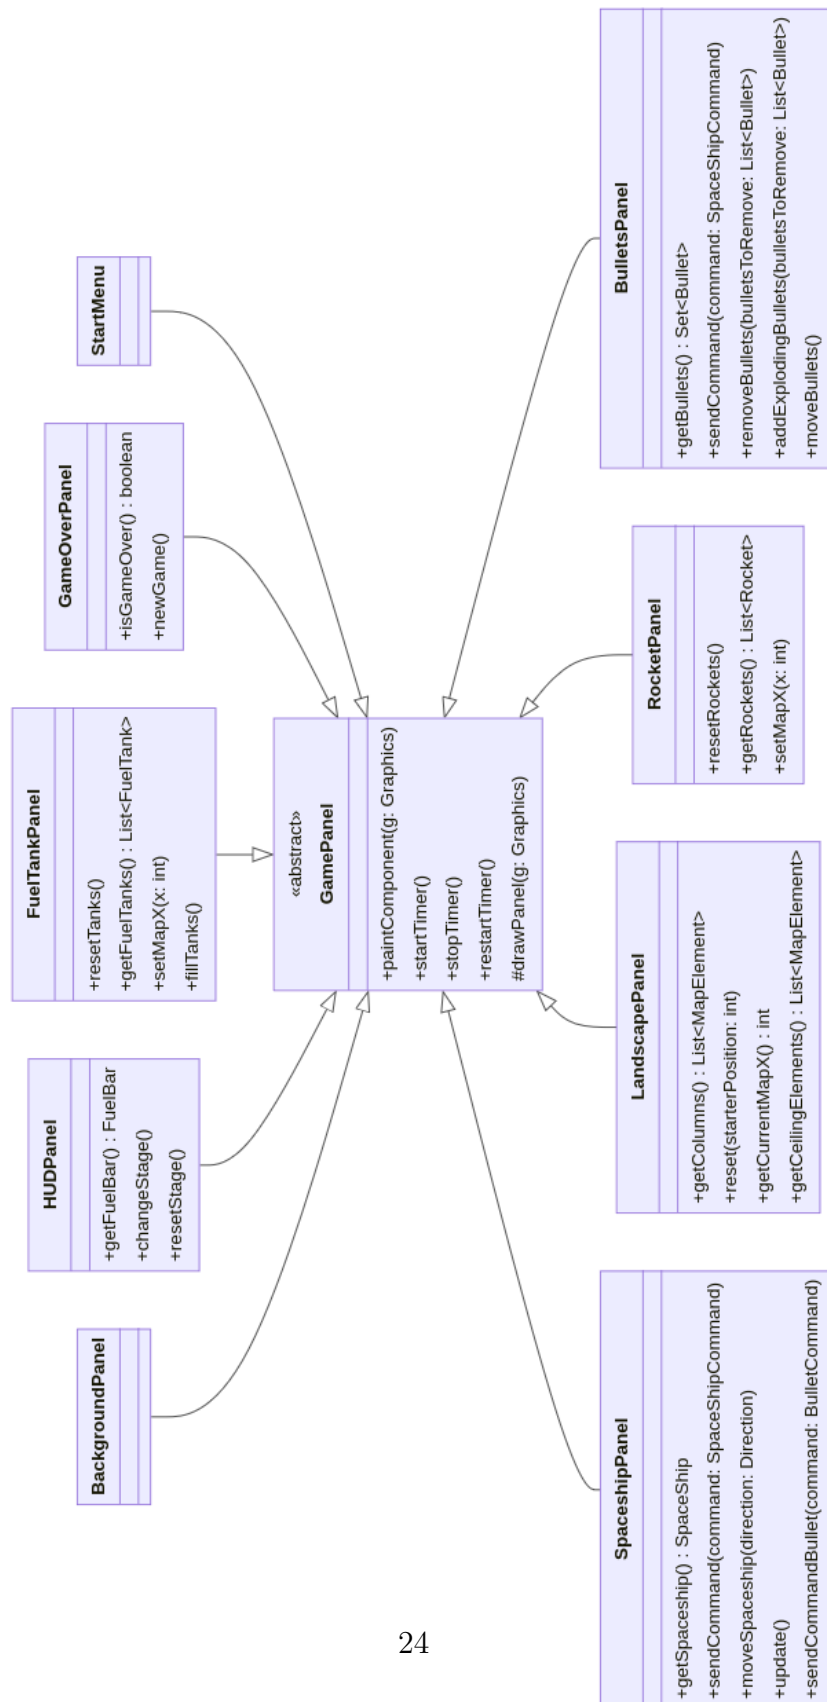 BackgroundPanel
HUDPanel
+getFuelBar() : FuelBar
+changeStage()
+resetStage()
FuelTankPanel
+resetTanks()
+getFuelTanks() : List<FuelTank>
+setMapX(x: int)
+fillTanks()
GameOverPanel
+isGameOver() : boolean
+newGame()
StartMenu
«abstract»
GamePanel
+paintComponent(g: Graphics)
+startTimer()
+stopTimer()
+restartTimer()
#drawPanel(g: Graphics)
SpaceshipPanel
+getSpaceship() : SpaceShip
+sendCommand(command: SpaceShipCommand)
+moveSpaceship(direction: Direction)
+update()
+sendCommandBullet(command: BulletCommand)
LandscapePanel
+getColumns() : List<MapElement>
+reset(starterPosition: int)
+getCurrentMapX() : int
+getCeilingElements() : List<MapElement>
RocketPanel
+resetRockets()
+getRockets() : List<Rocket>
+setMapX(x: int)
BulletsPanel
+getBullets() : Set<Bullet>
+sendCommand(command: SpaceShipCommand)
+removeBullets(bulletsToRemove: List<Bullet>)
+addExplodingBullets(bulletsToRemove: List<Bullet>)
+moveBullets()
24